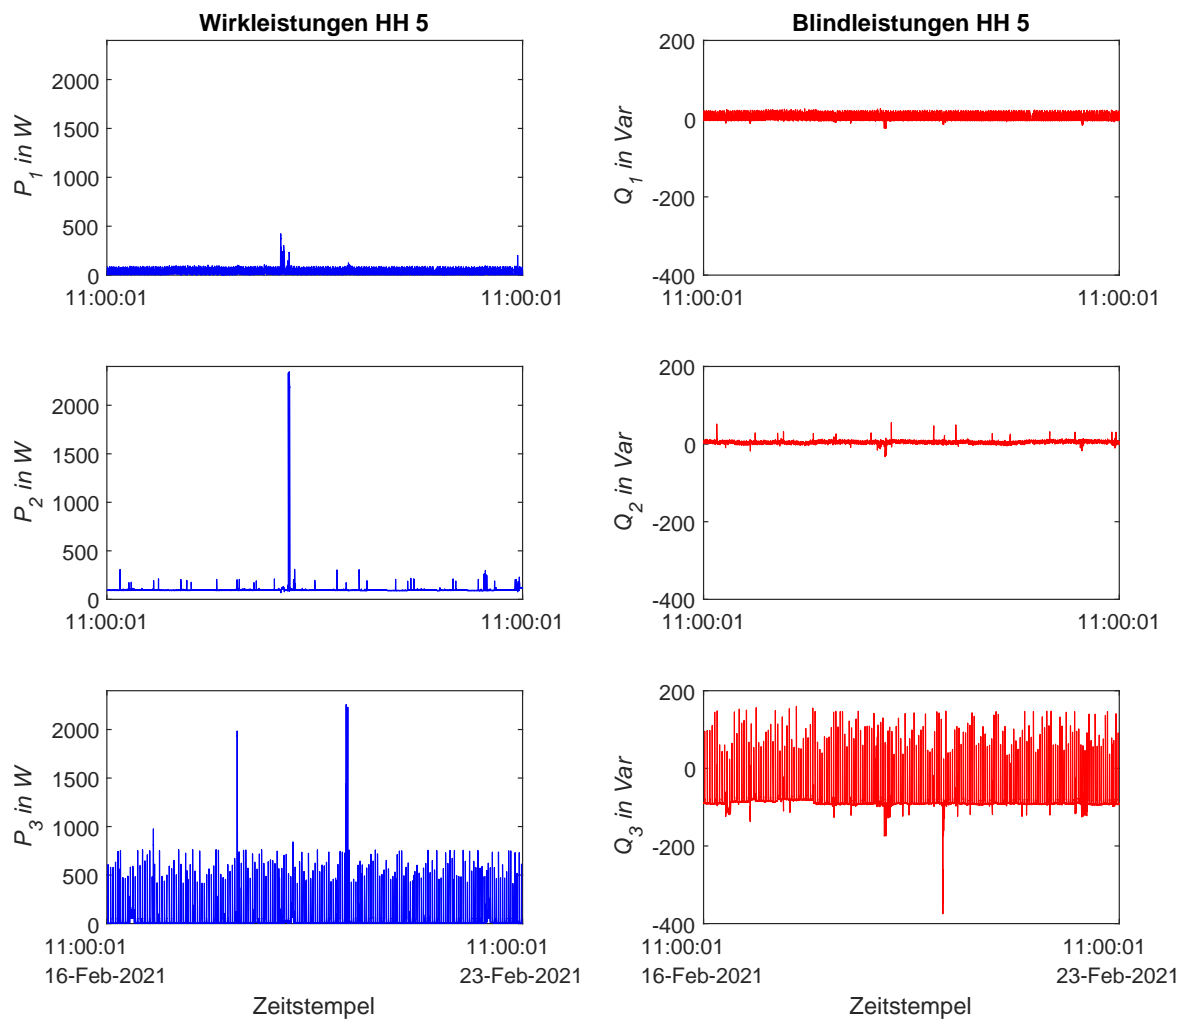 Wirkleistungen HH 5
2000
1500
1000
500
0
P1 in W
11:00:01 11:00:01
Blindleistungen HH 5
200
0
-200
-400
Q1 in Var
11:00:01 11:00:01
2000
1500
1000
500
0
P2 in W
11:00:01 11:00:01
200
0
-200
-400
Q2 in Var
11:00:01 11:00:01
2000
1500
1000
500
0
P3 in W
11:00:01 11:00:01
16-Feb-2021 23-Feb-2021
Zeitstempel
200
0
-200
-400
Q3 in Var
11:00:01 11:00:01
16-Feb-2021 23-Feb-2021
Zeitstempel